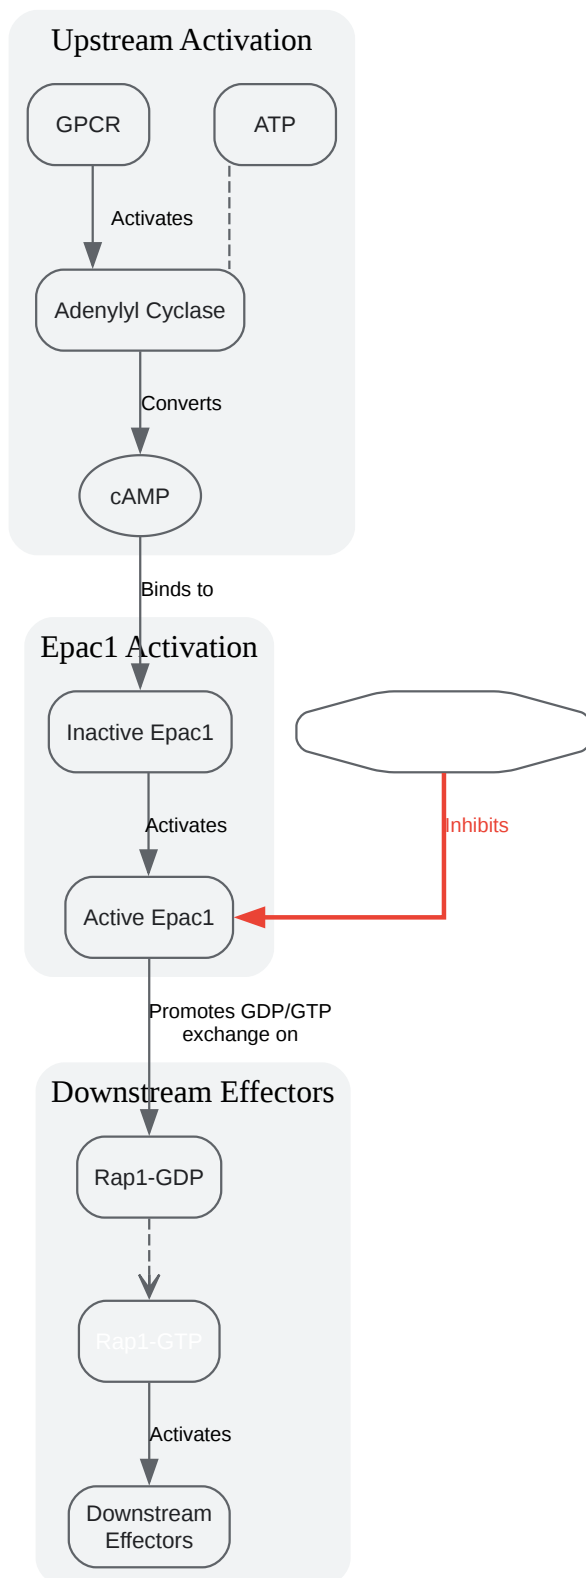 Upstream Activation
GPCR
ATP
Activates
Adenylyl Cyclase
Converts
cAMP
Binds to
Epac1 Activation
Inactive Epac1
Activates
Inhibits
Active Epac1
Promotes GDP/GTP
exchange on
Downstream Effectors
Rap1-GDP
Rap1-GTP
Activates
Downstream
Effectors